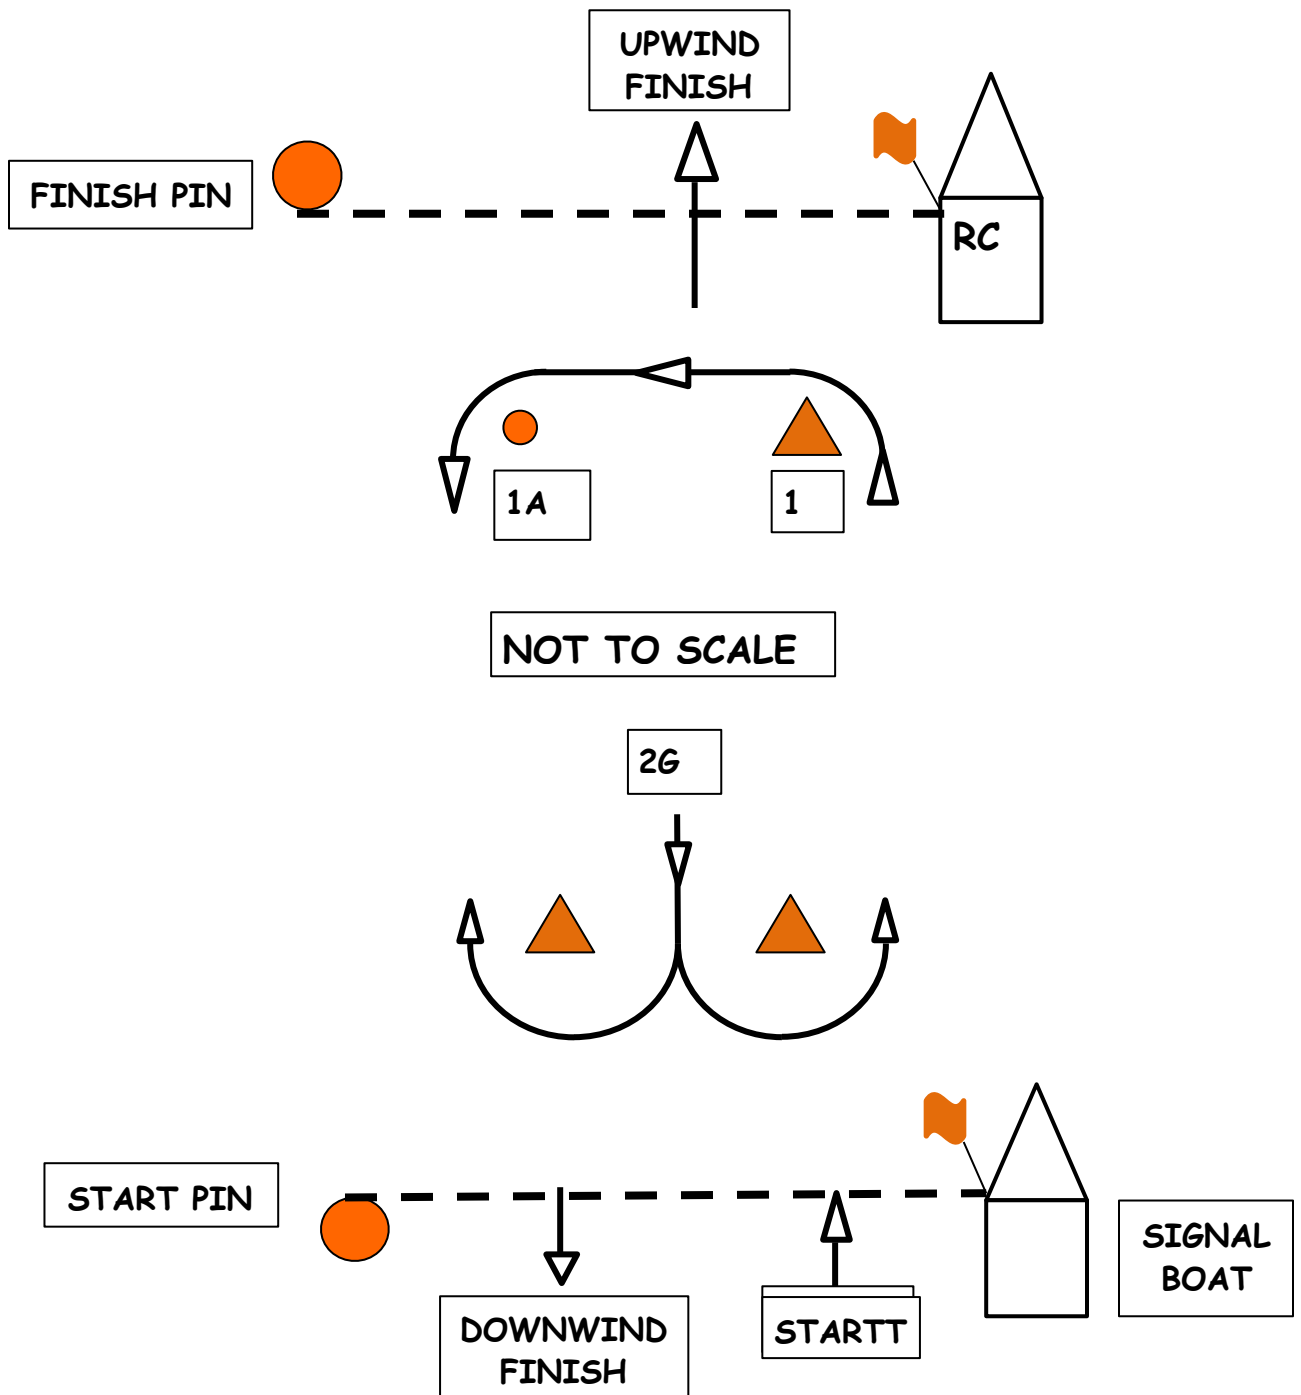 UPWIND
FINISH
FINISH PIN
RC
1A
1
NOT TO SCALE
2G
START PIN
SIGNAL
BOAT
DOWNWIND
FINISH
STARTT